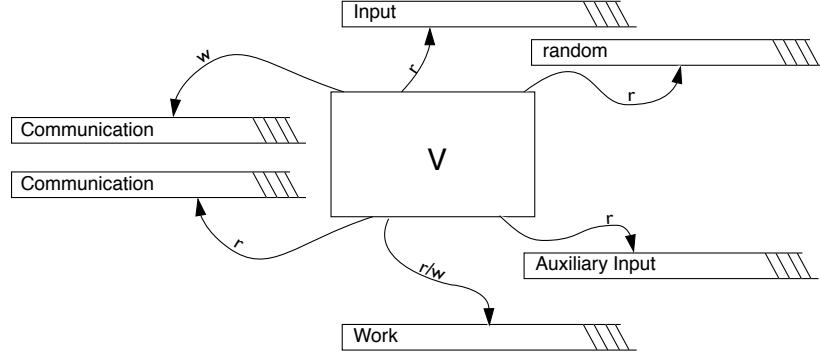 Input
random
w
r
r
Communication
V
Communication
r
r
Auxiliary Input
r/w
Work